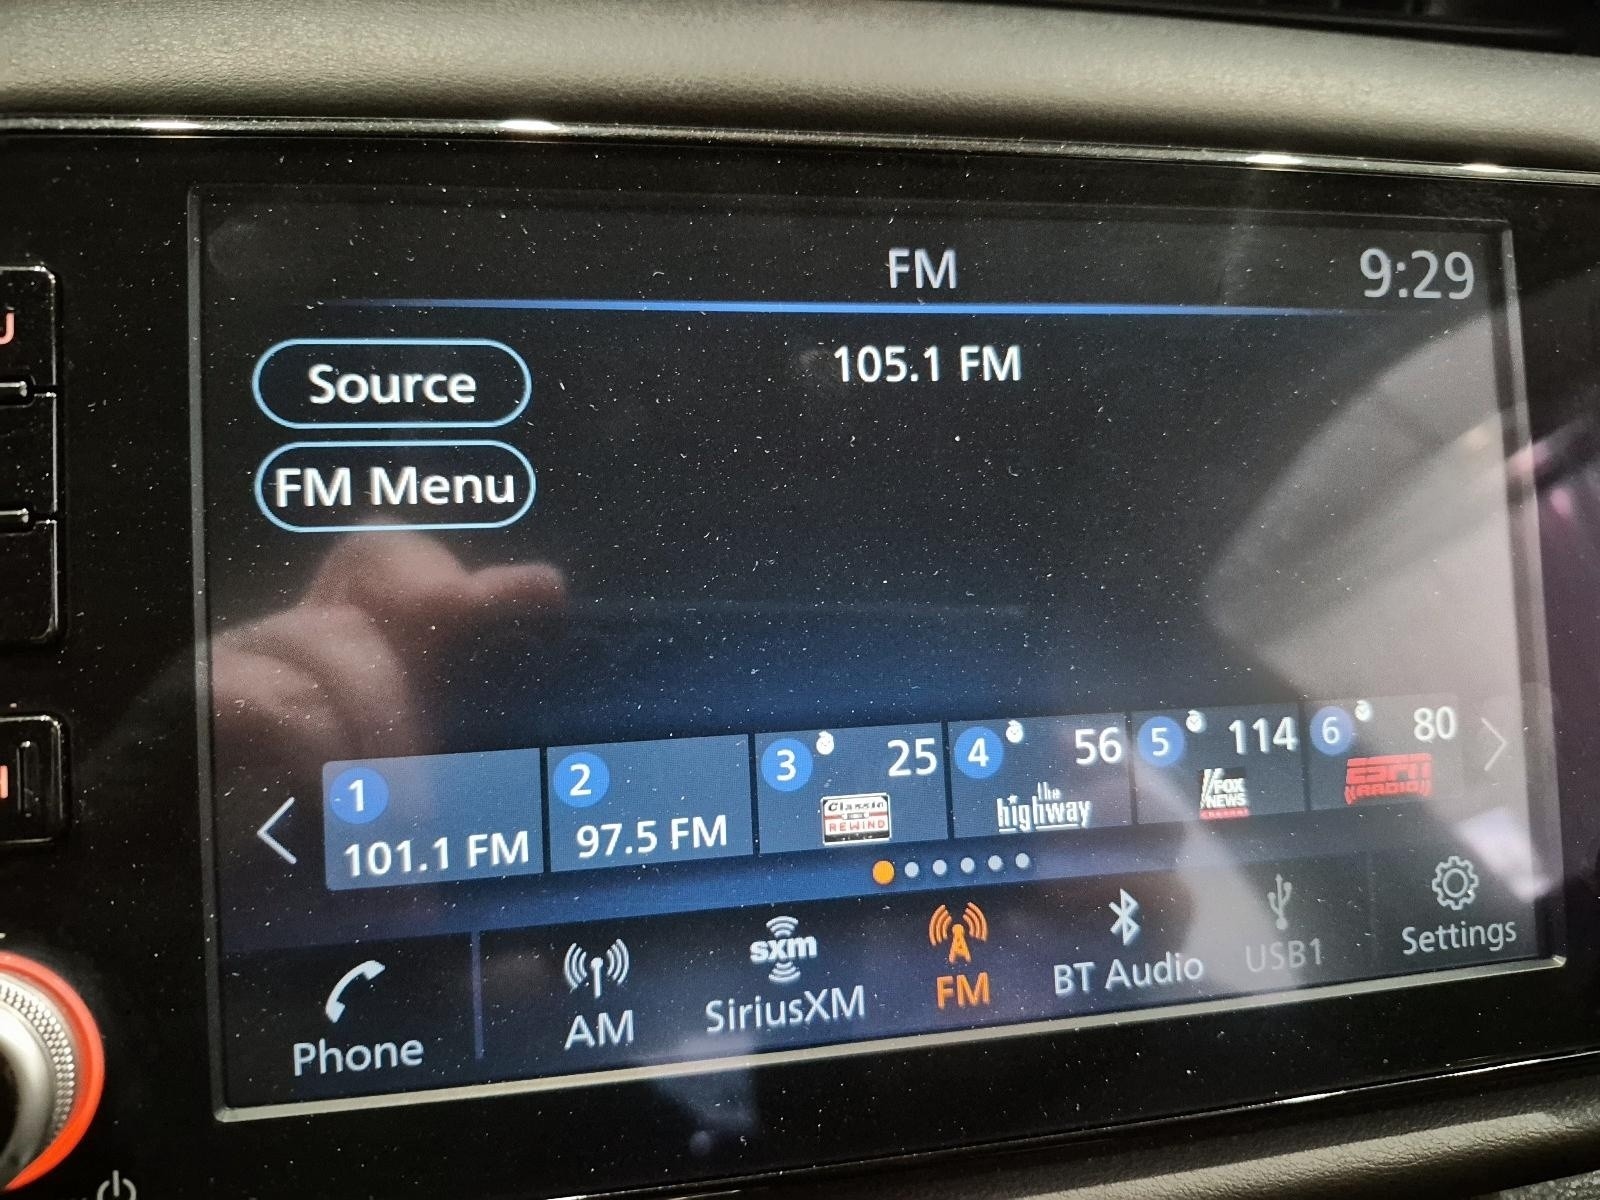 FM
9:29
105.1 FM
Source
FM Menu
1
101.1 FM
2
97.5 FM
3 25
Classic
REWIND
4 56
the
highway
5 114
FOX
NEWS
channel
6 80
ESPN
RADIO
Phone
AM
sxm
SiriusXM
FM
BT Audio
USB1
Settings